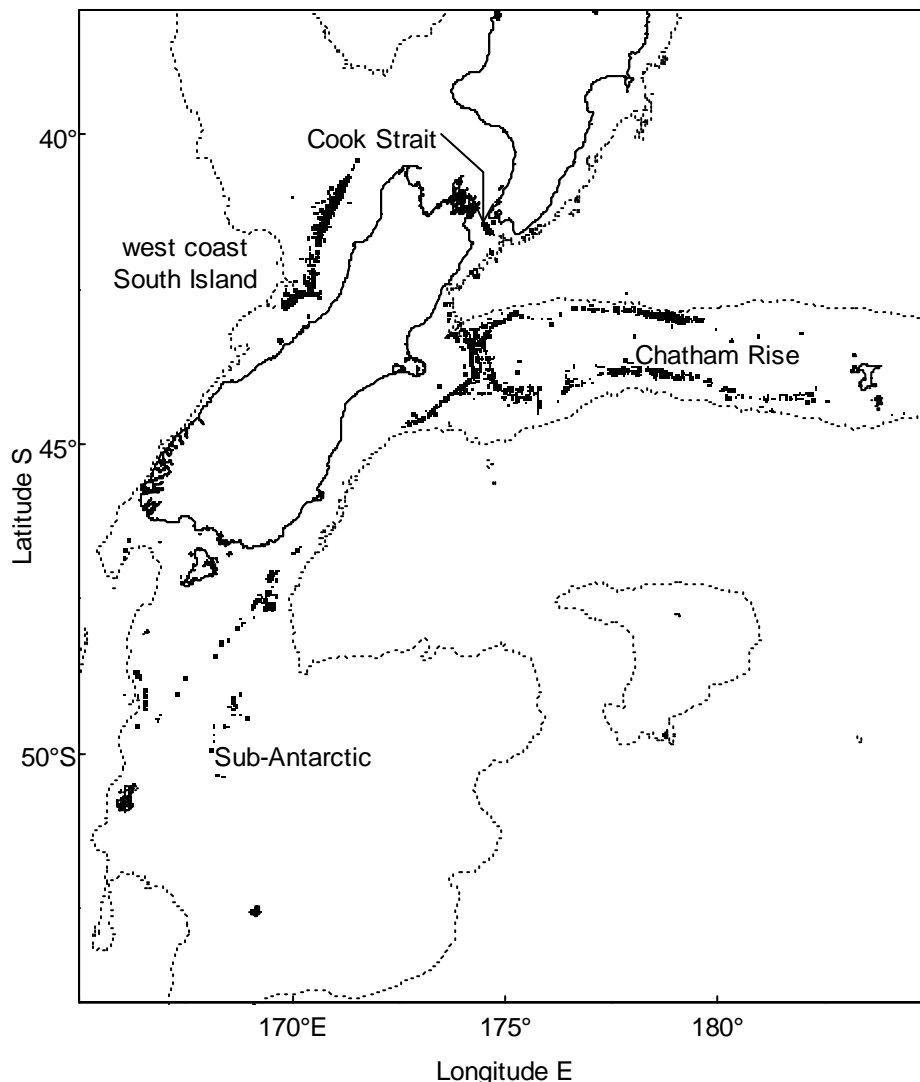 40°
Cook Strait
west coast
South Island
Chatham Rise
45°
Latitude S
50°S
Sub-Antarctic
170°E
175°
180°
Longitude E